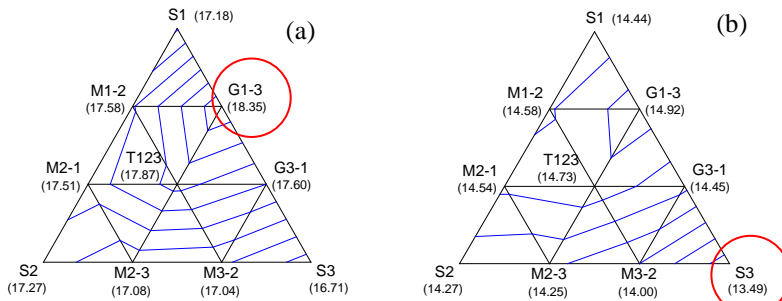 S1 (17.18)
(a)
M1-2
(17.58)
G1-3
(18.35)
M2-1
(17.51)
T123
(17.87)
G3-1
(17.60)
S2
(17.27)
M2-3
(17.08)
M3-2
(17.04)
S3
(16.71)
S1
(14.44)
(b)
M1-2
(14.58)
G1-3
(14.92)
M2-1
(14.54)
T123
(14.73)
G3-1
(14.45)
S2
(14.27)
M2-3
(14.25)
M3-2
(14.00)
S3
(13.49)